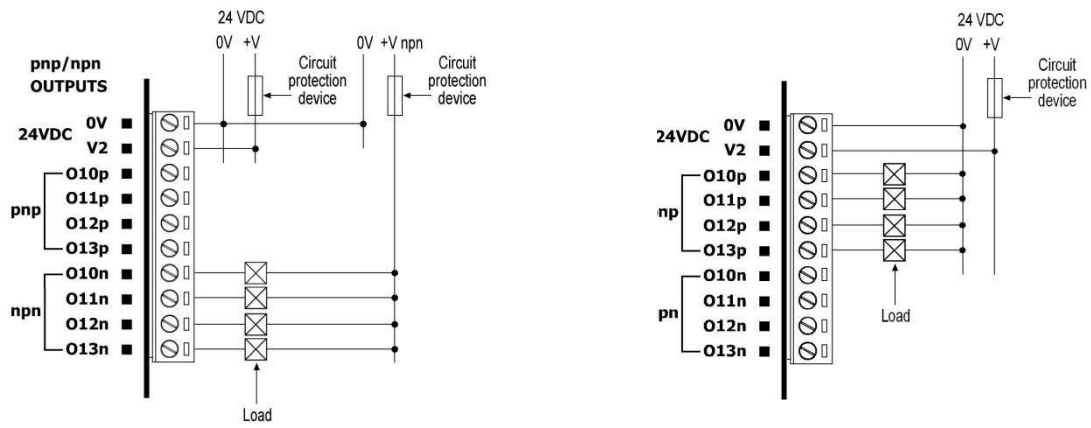 24 VDC
0V +V
0V +V npn
pnp/npn
OUTPUTS
Circuit
protection
device
Circuit
protection
device
24VDC
0V
V2
pnp
O10p
O11p
O12p
O13p
npn
O10n
O11n
O12n
O13n
Load
24 VDC
0V +V
Circuit
protection
device
24VDC
0V
V2
np
O10p
O11p
O12p
O13p
pn
O10n
O11n
O12n
O13n
Load